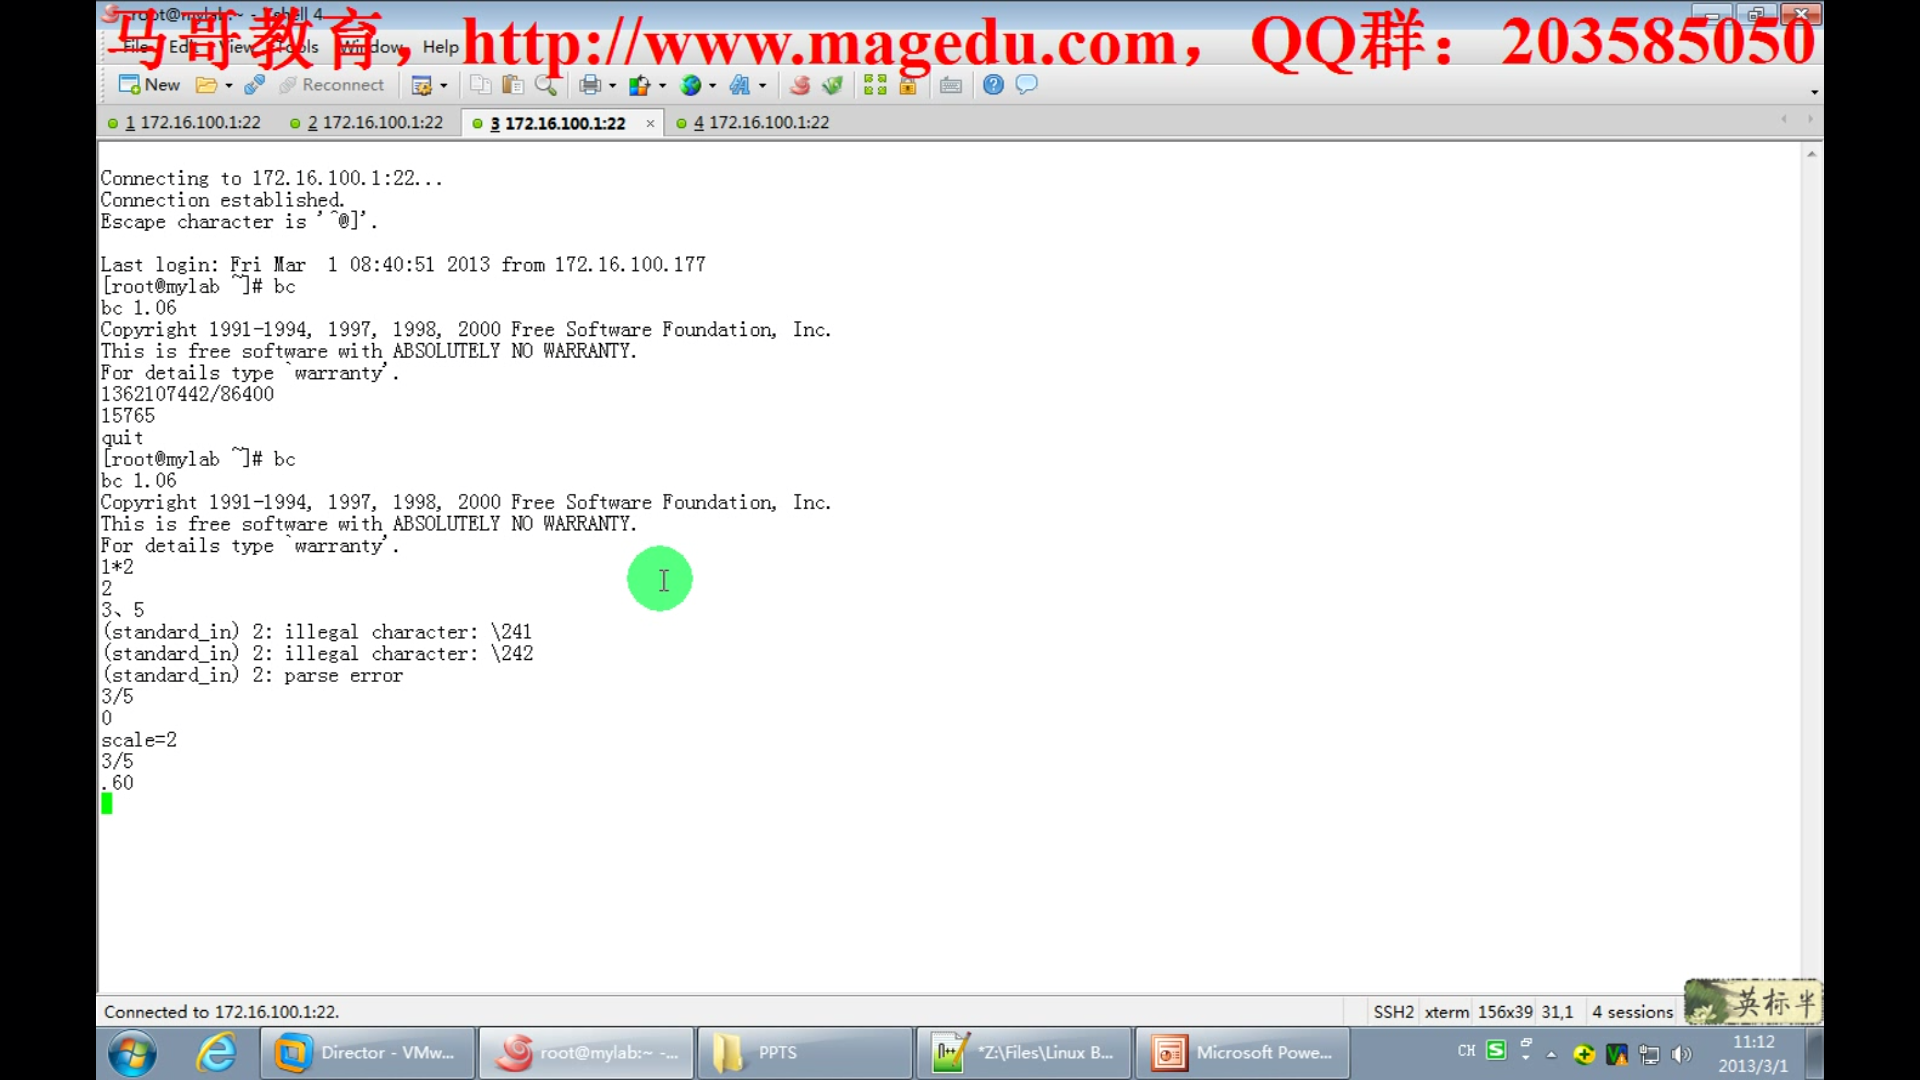 root@mylab:~ - Xshell 4
马哥教育，http://www.magedu.com，QQ群：203585050
File Edit View Tools Window Help
New Reconnect
1 172.16.100.1:22 2 172.16.100.1:22 3 172.16.100.1:22 4 172.16.100.1:22
Connecting to 172.16.100.1:22...
Connection established.
Escape character is '^@]'.
Last login: Fri Mar  1 08:40:51 2013 from 172.16.100.177
[root@mylab ~]# bc
bc 1.06
Copyright 1991-1994, 1997, 1998, 2000 Free Software Foundation, Inc.
This is free software with ABSOLUTELY NO WARRANTY.
For details type `warranty'.
1362107442/86400
15765
quit
[root@mylab ~]# bc
bc 1.06
Copyright 1991-1994, 1997, 1998, 2000 Free Software Foundation, Inc.
This is free software with ABSOLUTELY NO WARRANTY.
For details type `warranty'.
1*2
2
3、5
(standard_in) 2: illegal character: \241
(standard_in) 2: illegal character: \242
(standard_in) 2: parse error
3/5
0
scale=2
3/5
.60
Connected to 172.16.100.1:22.
SSH2 xterm 156x39 31,1 4 sessions
英标半
Director - VMw... root@mylab:~ -... PPTS *Z:\Files\Linux B... Microsoft Powe...
CH
11:12
2013/3/1